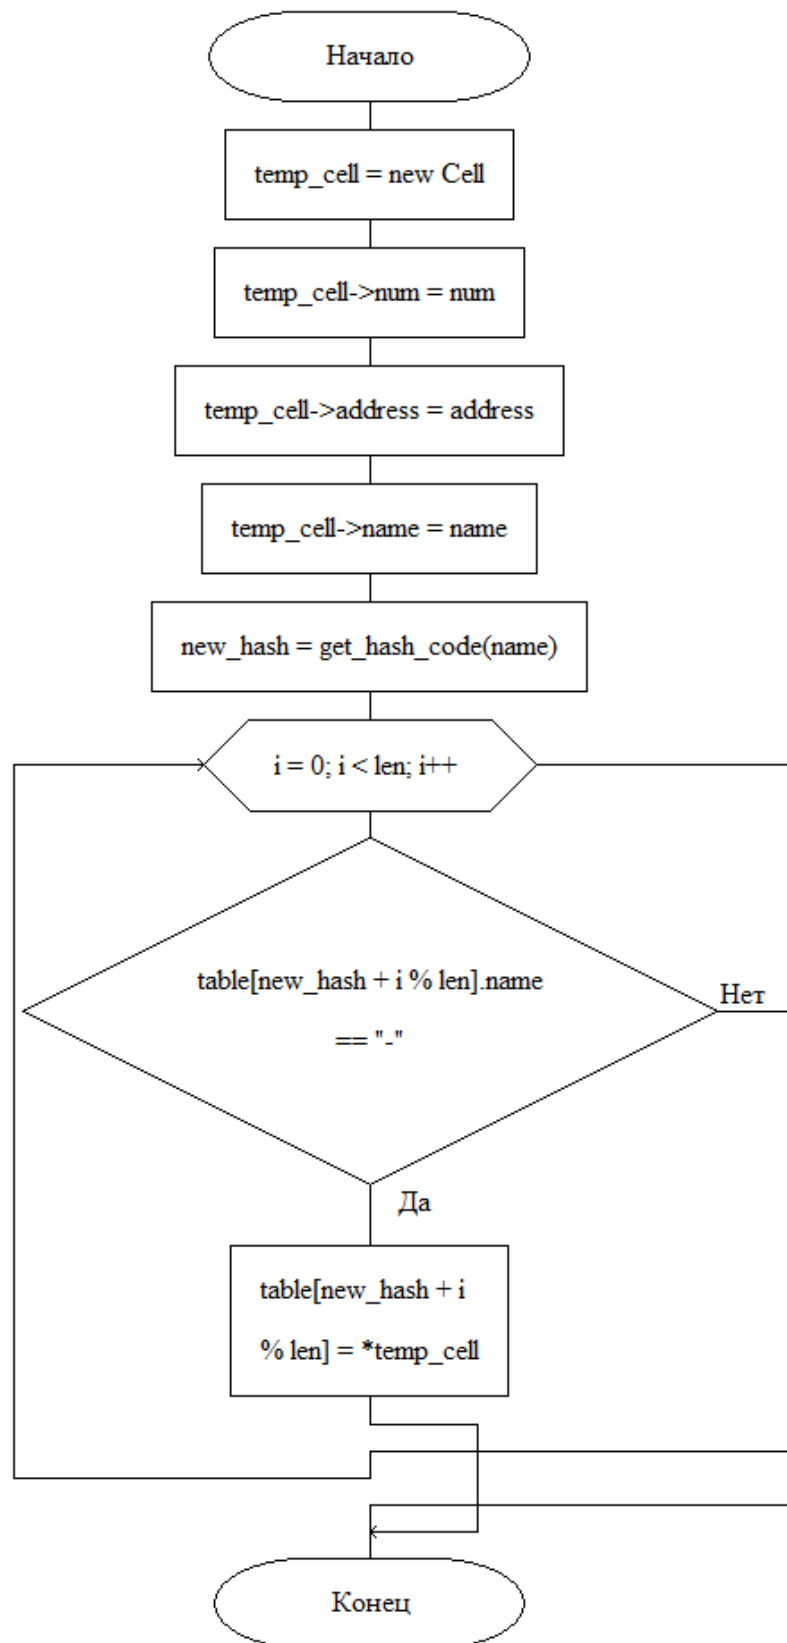 Начало
temp_cell = new Cell
temp_cell->num = num
temp_cell->address = address
temp_cell->name = name
new_hash = get_hash_code(name)
i = 0; i < len; i++
table[new_hash + i % len].name
== "-"
Нет
Да
table[new_hash + i
% len] = *temp_cell
Конец